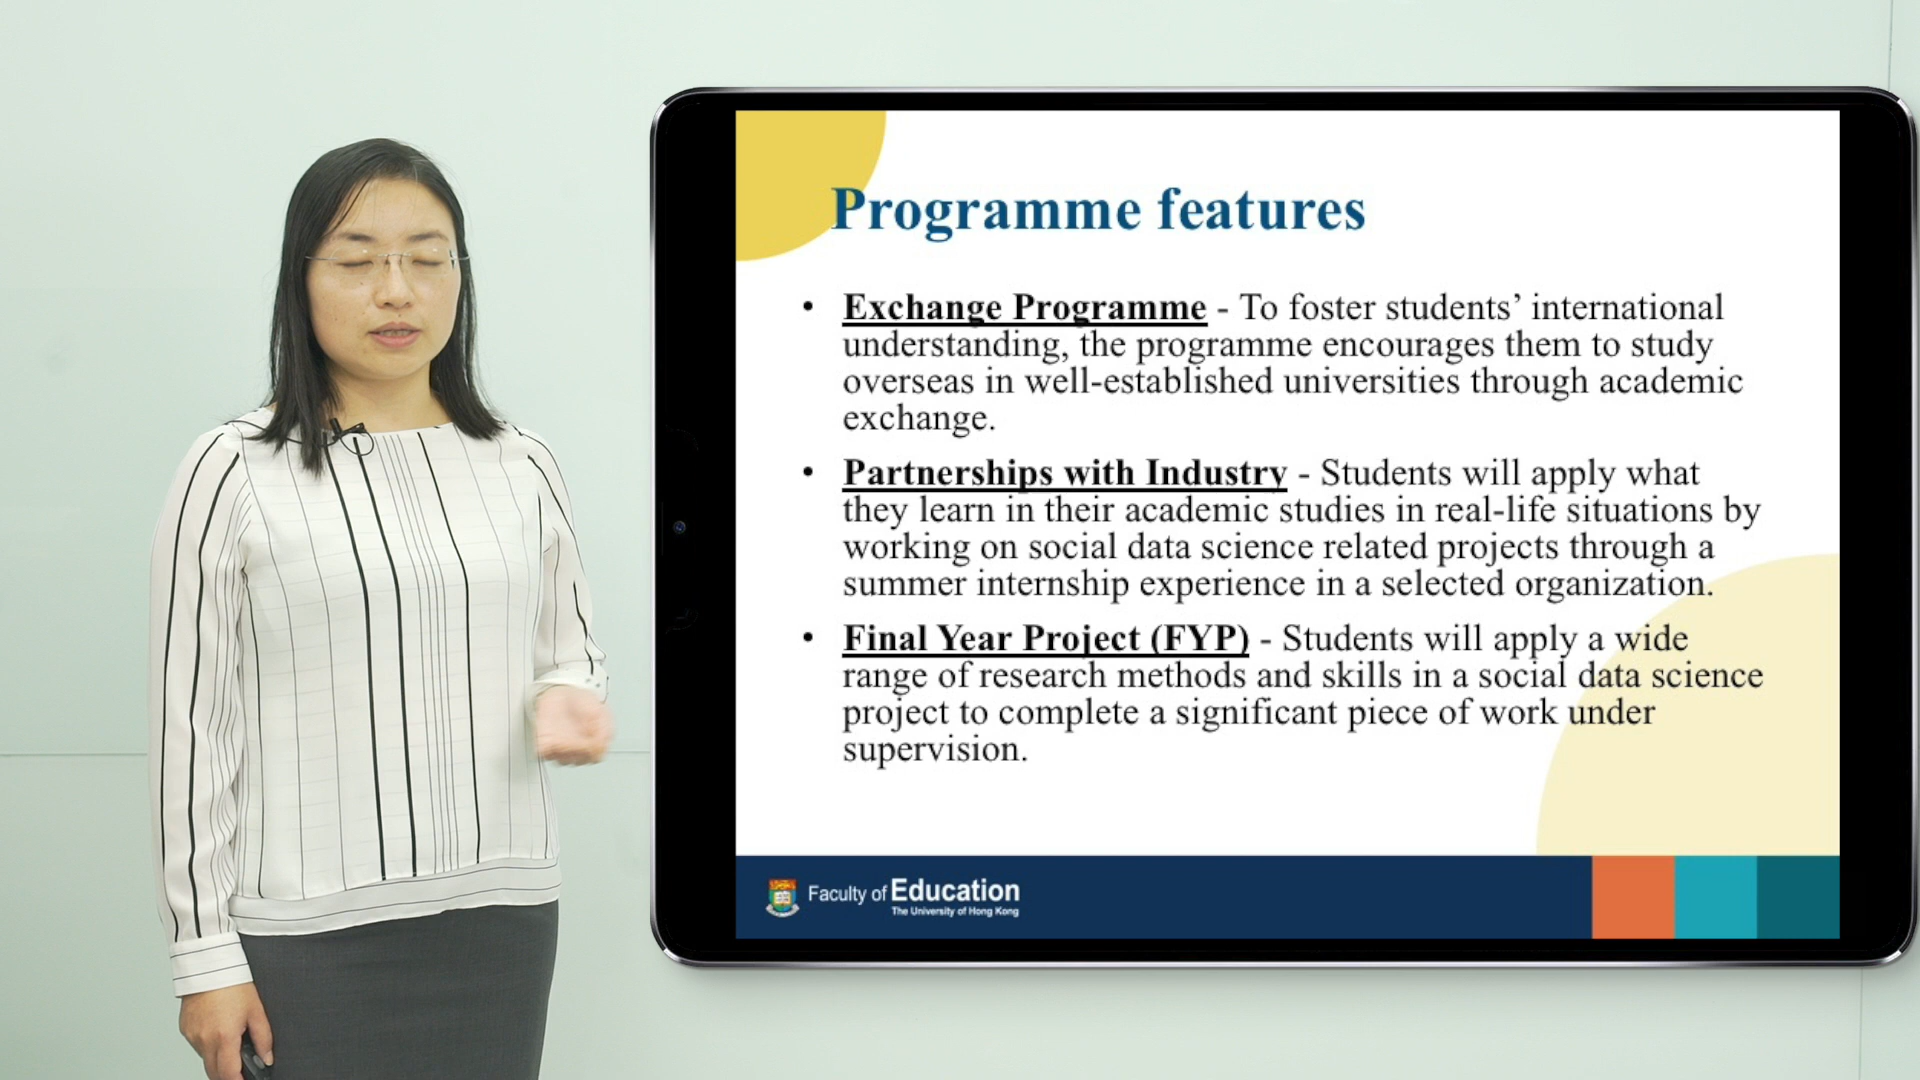 Programme features
• Exchange Programme - To foster students’ international
understanding, the programme encourages them to study
overseas in well-established universities through academic
exchange.
• Partnerships with Industry - Students will apply what
they learn in their academic studies in real-life situations by
working on social data science related projects through a
summer internship experience in a selected organization.
• Final Year Project (FYP) - Students will apply a wide
range of research methods and skills in a social data science
project to complete a significant piece of work under
supervision.
Faculty of Education
The University of Hong Kong